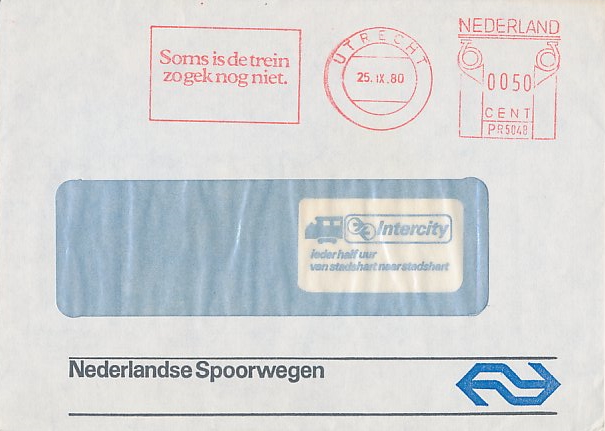 Soms is de trein
zo gek nog niet.
UTRECHT
25.IX.80
NEDERLAND
0050
CENT
PR5048
Intercity
ieder half uur
van stadshart naar stadshart
Nederlandse Spoorwegen